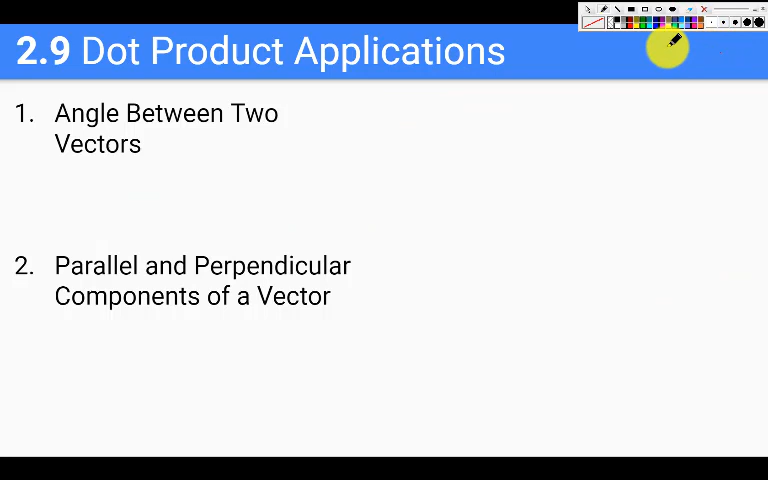 2.9 Dot Product Applications
1. Angle Between Two
Vectors
2. Parallel and Perpendicular
Components of a Vector